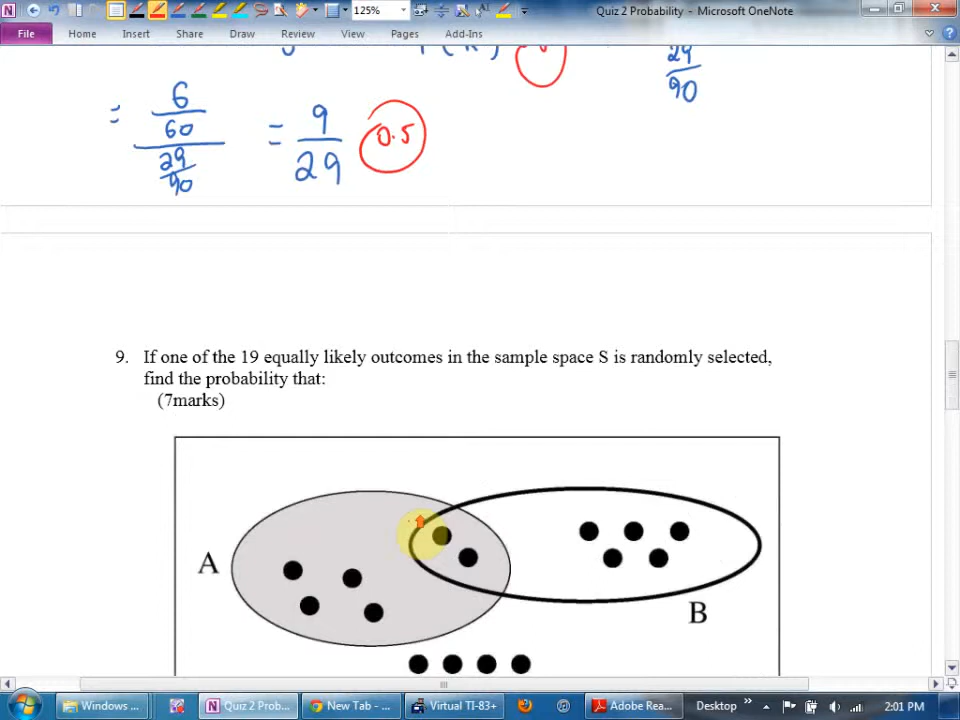 125%
Quiz 2 Probability - Microsoft OneNote
File Home Insert Share Draw View Pages Add-Ins
29
90
= 6
60
29
90
= 9
29
0.5
9. If one of the 19 equally likely outcomes in the sample space S is randomly selected,
find the probability that:
(7marks)
A
B
Windows ...
Quiz 2 Prob...
New Tab - ...
Virtual TI-83+
Adobe Rea...
Desktop
2:01 PM